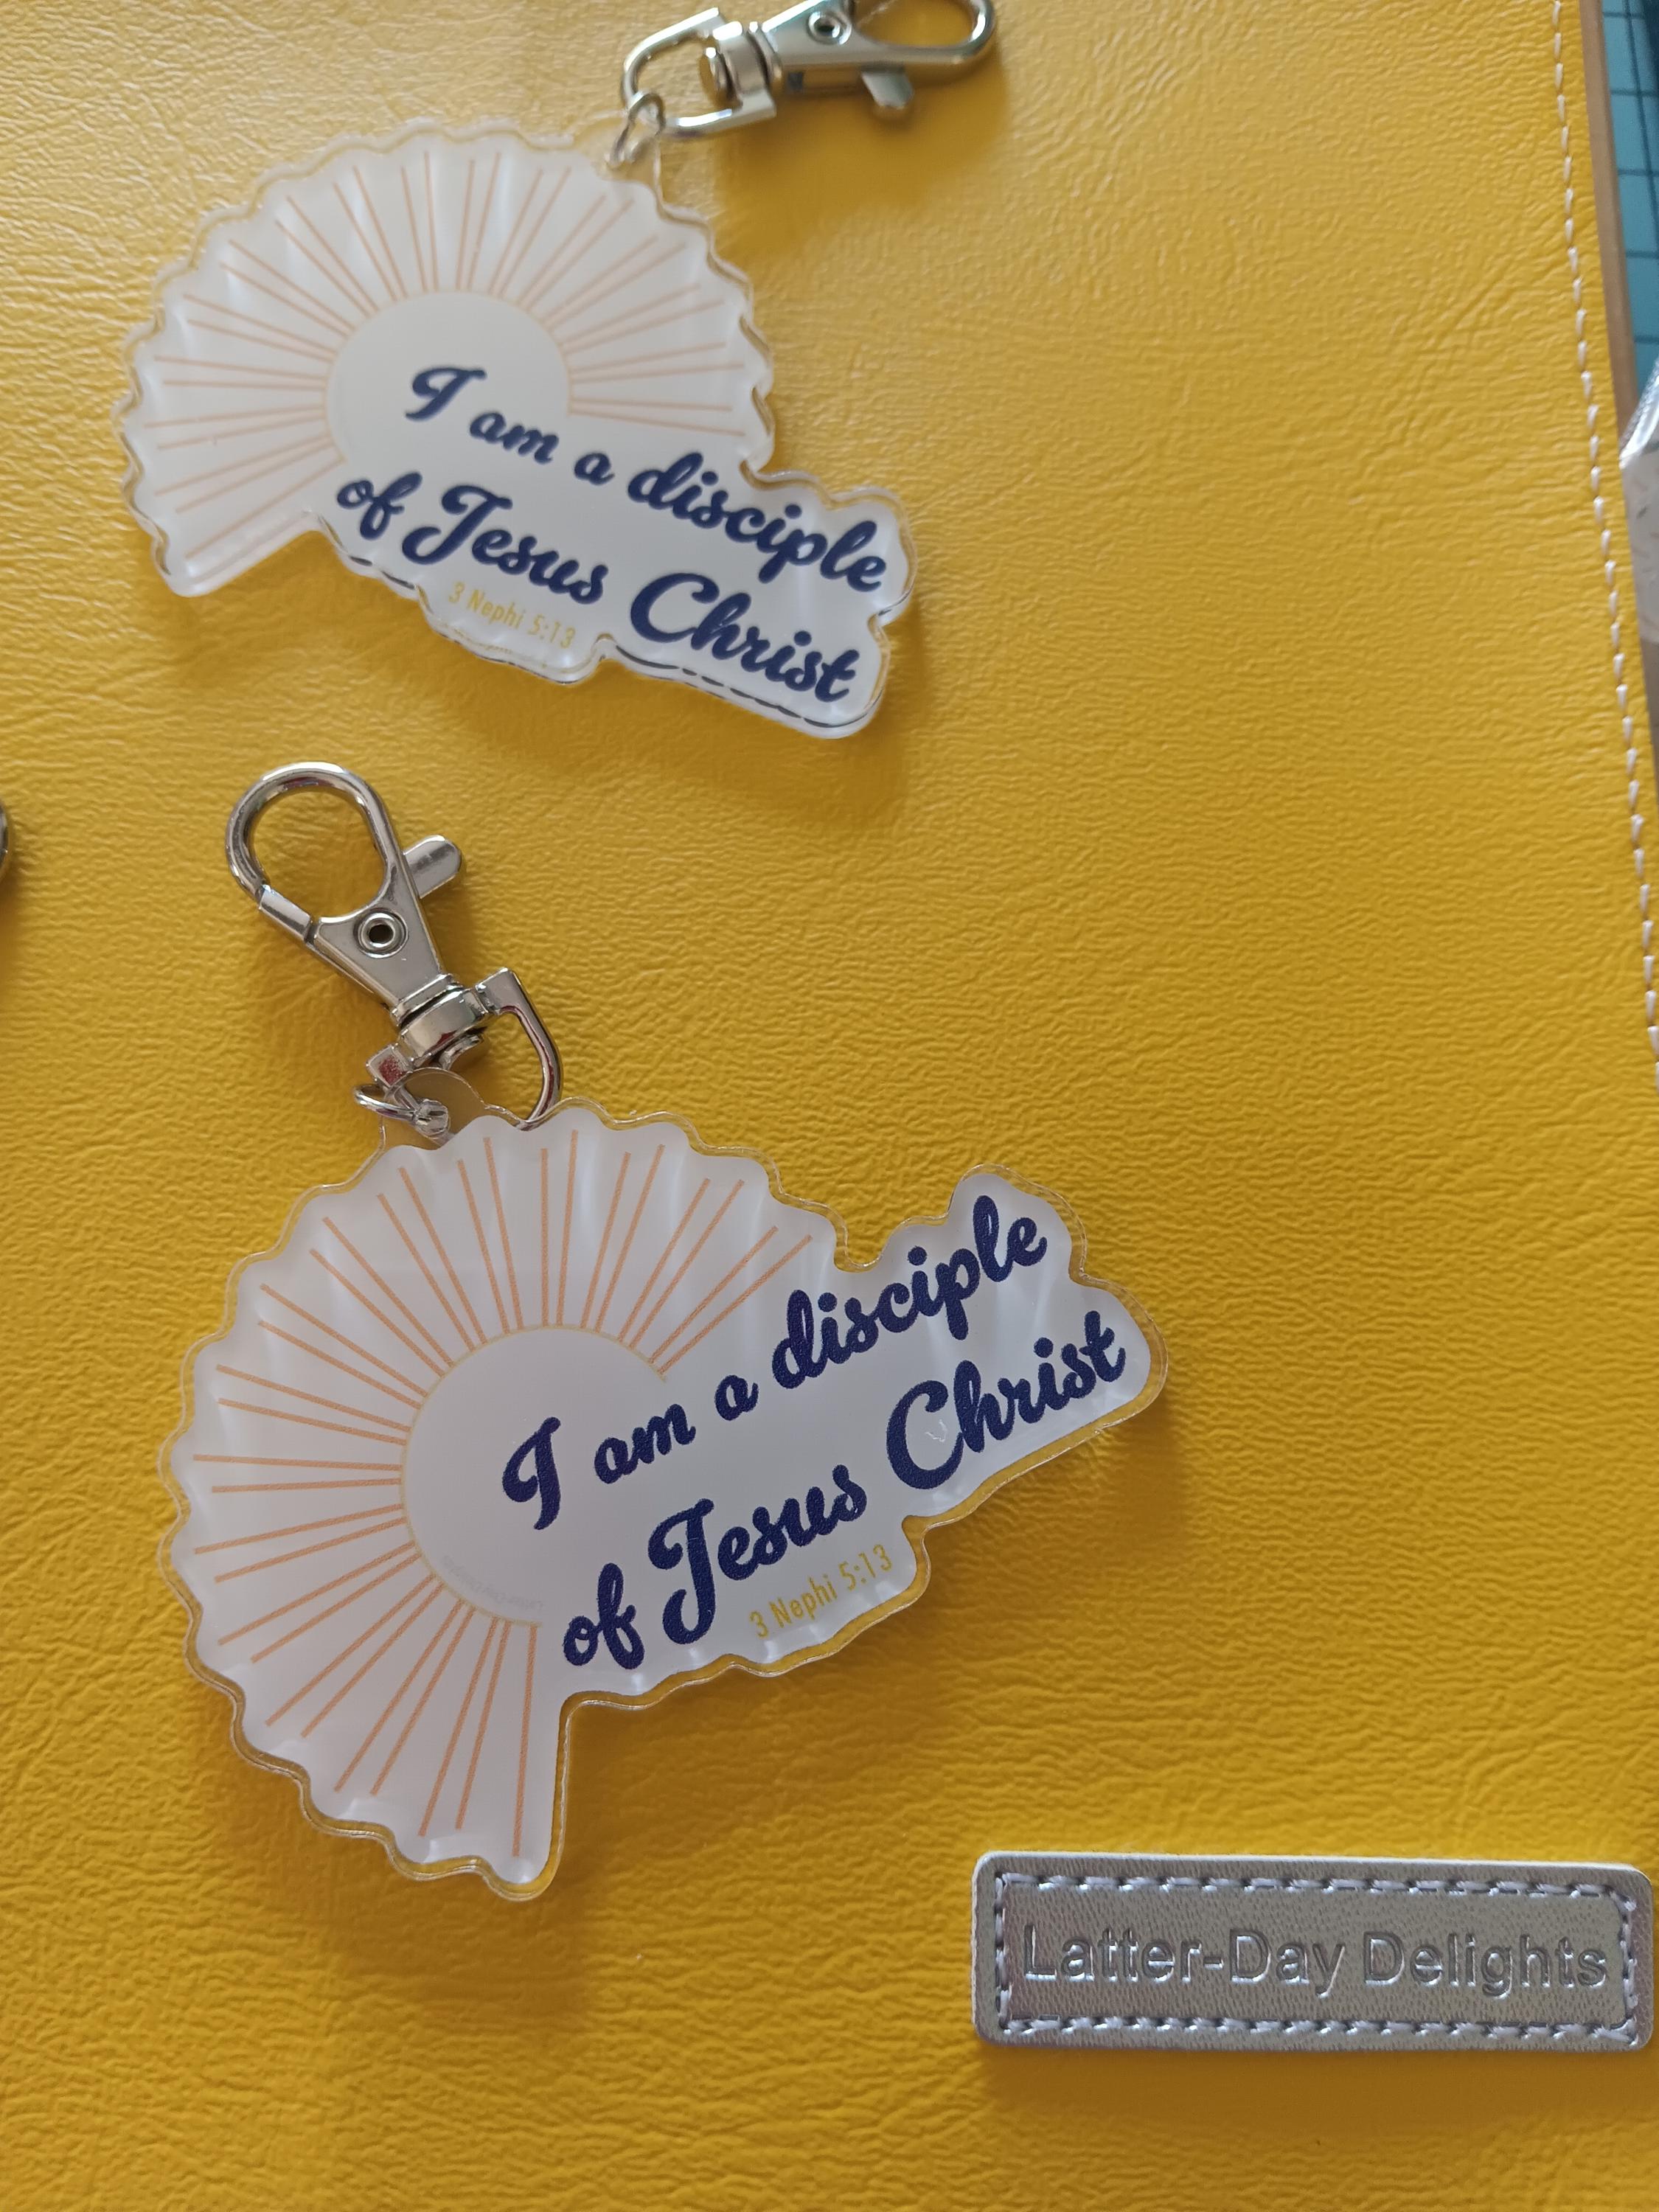 I am a disciple
of Jesus Christ
3 Nephi 5:13
I am a disciple
of Jesus Christ
3 Nephi 5:13
Latter-Day Delights